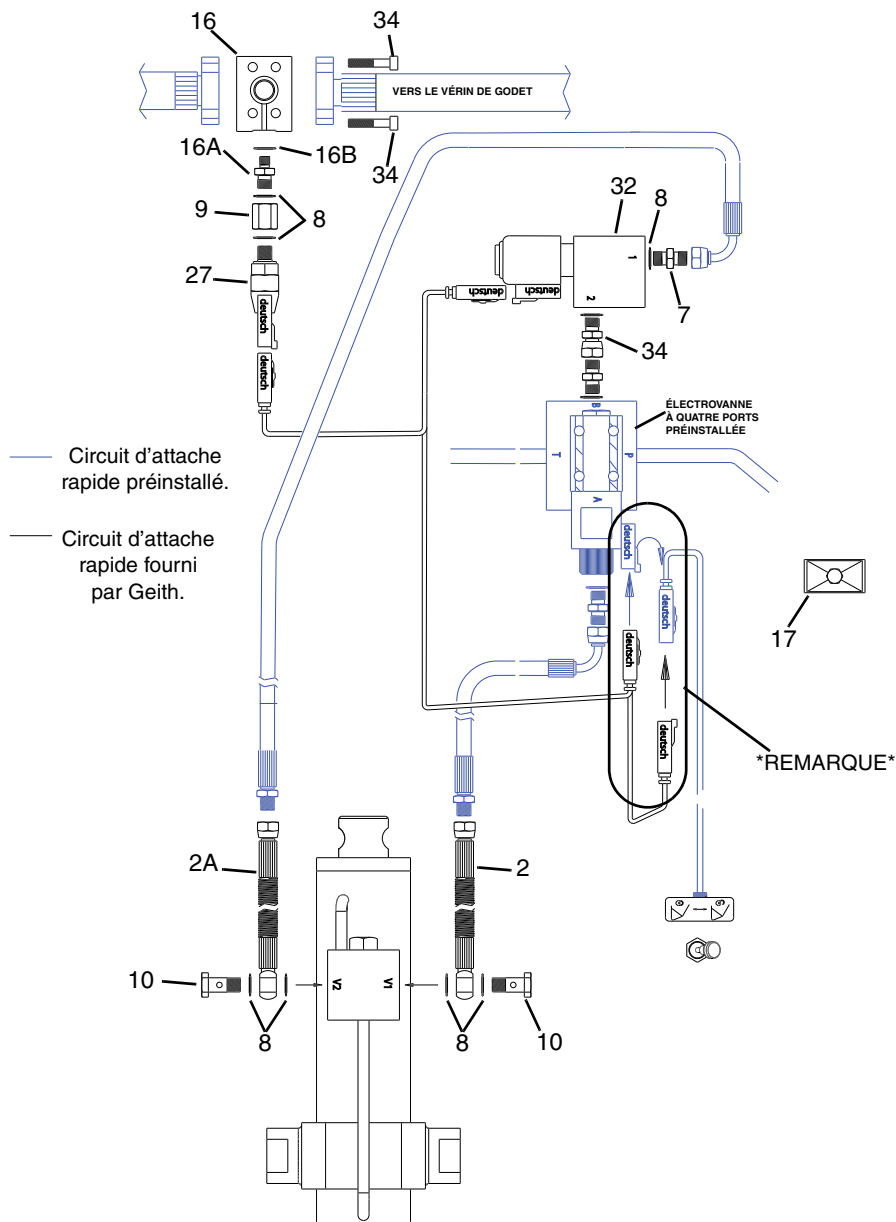 16
34
VERS LE VÉRIN DE GODET
16A
16B
34
9
8
32
8
27
deutsch
deutsch
deutsch
deutsch
1
2
7
34
ÉLECTROVANNE
À QUATRE PORTS
PRÉINSTALLÉE
B
T
P
A
Circuit d'attache
rapide préinstallé.
Circuit d'attache
rapide fourni
par Geith.
deutsch
deutsch
deutsch
deutsch
17
*REMARQUE*
2A
2
10
V2
V1
8
8
10